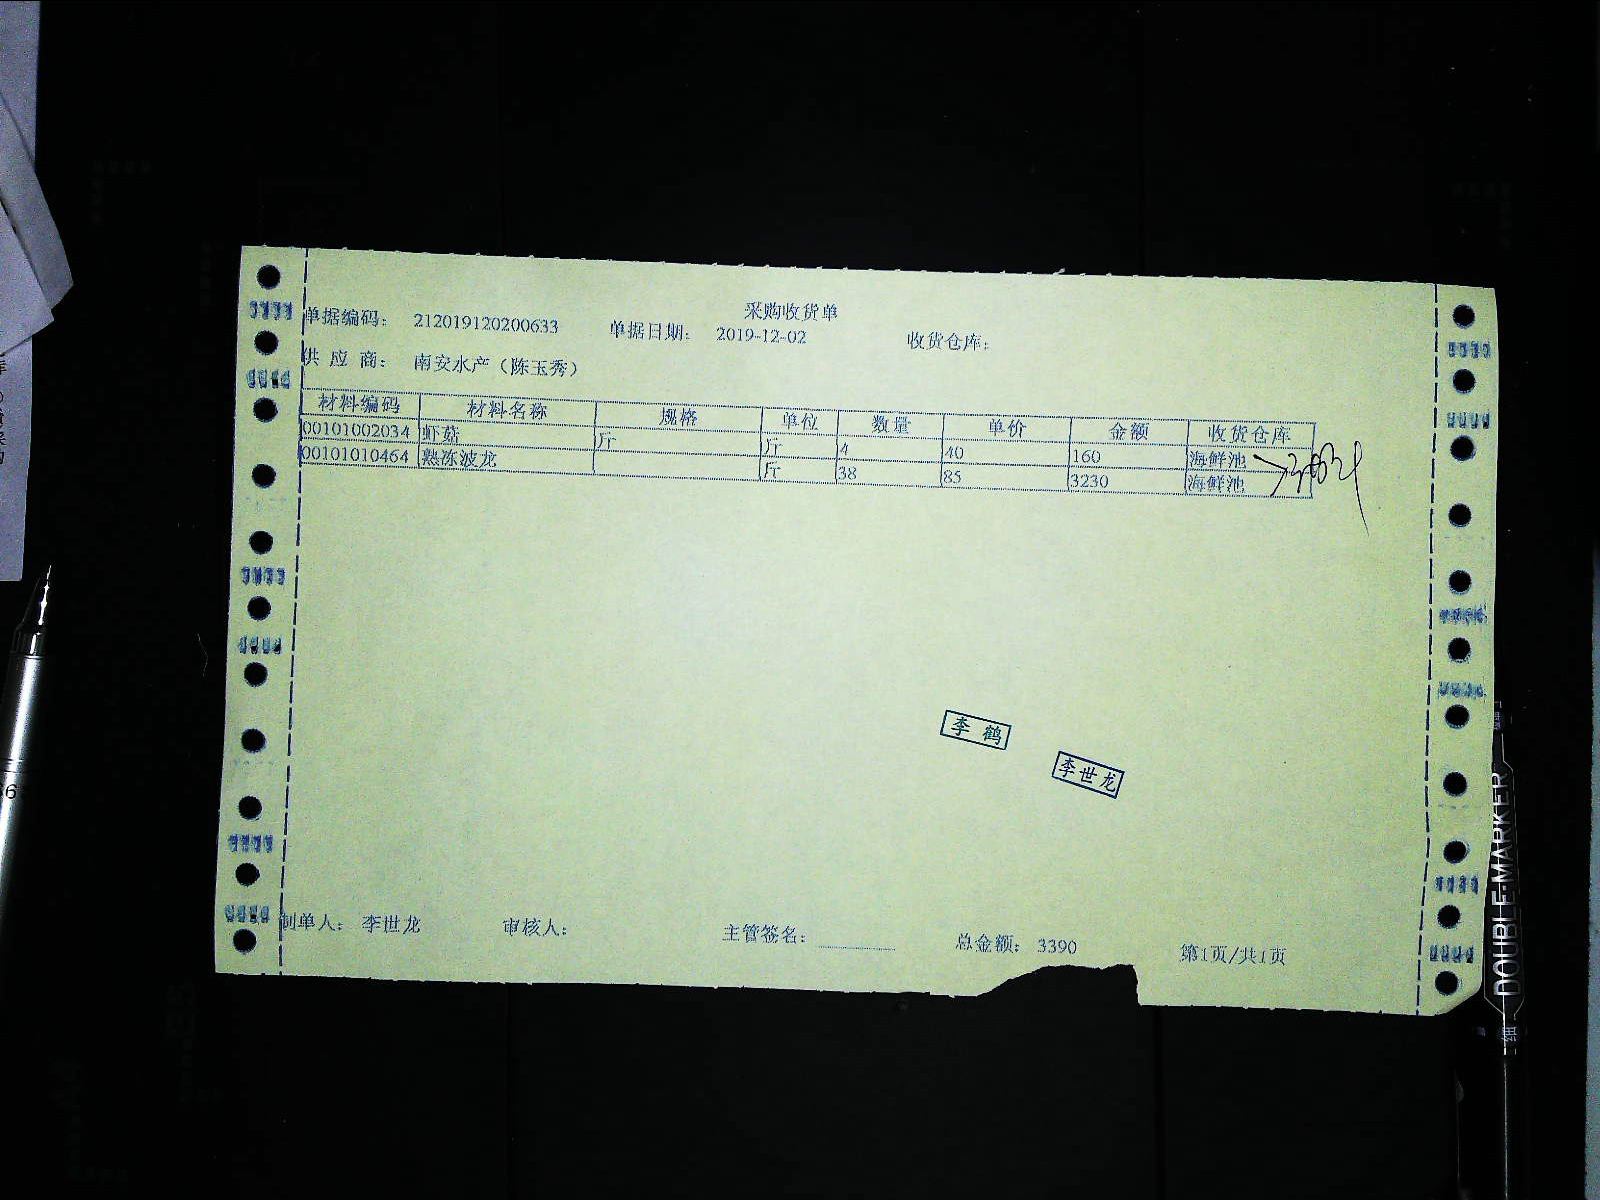 采购收货单
单据编码： 212019120200633 单据日期： 2019-12-02 收货仓库：
供 应 商： 南安水产（陈玉秀）
材料编码 材料名称 规格 单位 数量 单价 金额 收货仓库
00101002034 虾菇 斤 斤 4 40 160 海鲜池
00101010464 熟冻波龙 斤 38 85 3230 海鲜池
李 鹤
李世龙
制单人： 李世龙 审核人： 主管签名： 总金额： 3390 第1页/共1页
DOUBLE MARKER